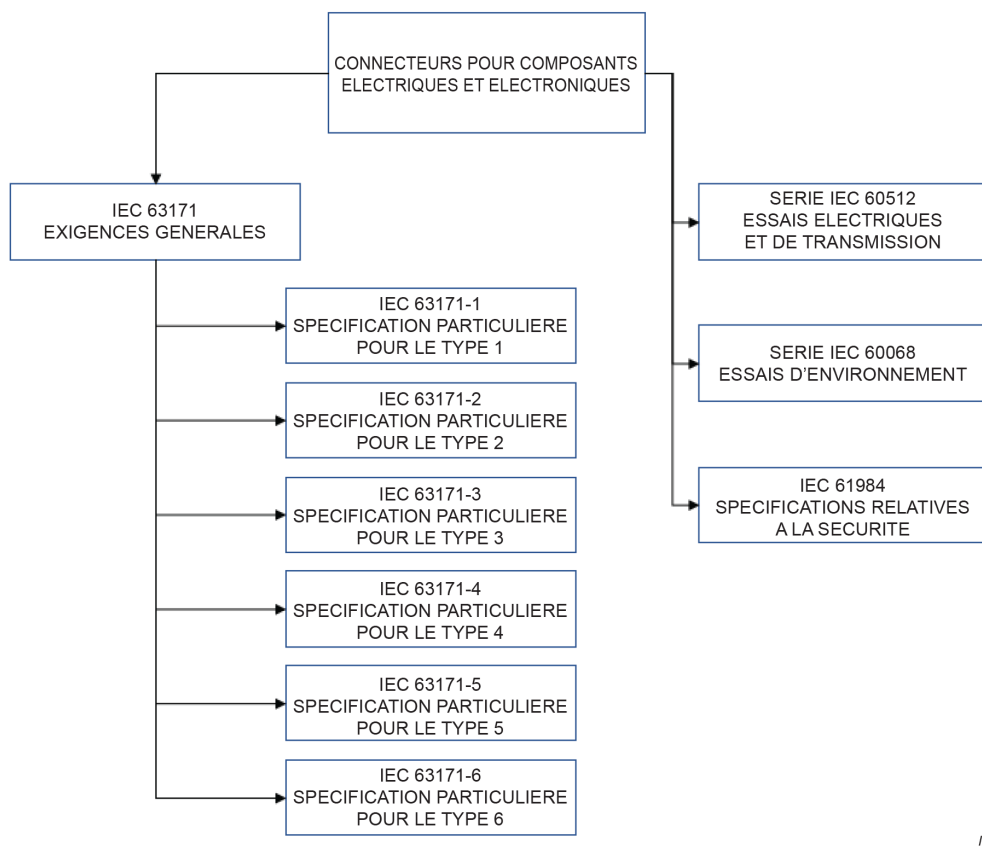 CONNECTEURS POUR COMPOSANTS
ELECTRIQUES ET ELECTRONIQUES
IEC 63171
EXIGENCES GENERALES
SERIE IEC 60512
ESSAIS ELECTRIQUES
ET DE TRANSMISSION
IEC 63171-1
SPECIFICATION PARTICULIERE
POUR LE TYPE 1
SERIE IEC 60068
ESSAIS D'ENVIRONNEMENT
IEC 63171-2
SPECIFICATION PARTICULIERE
POUR LE TYPE 2
IEC 63171-3
SPECIFICATION PARTICULIERE
POUR LE TYPE 3
IEC 61984
SPECIFICATIONS RELATIVES
A LA SECURITE
IEC 63171-4
SPECIFICATION PARTICULIERE
POUR LE TYPE 4
IEC 63171-5
SPECIFICATION PARTICULIERE
POUR LE TYPE 5
IEC 63171-6
SPECIFICATION PARTICULIERE
POUR LE TYPE 6